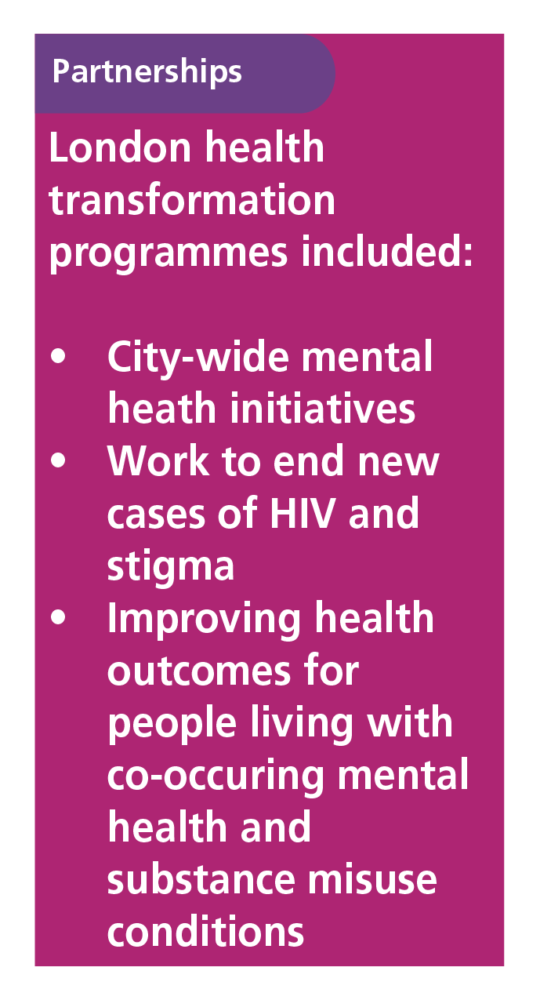 Partnerships
London health
transformation
programmes included:
• City-wide mental
heath initiatives
• Work to end new
cases of HIV and
stigma
• Improving health
outcomes for
people living with
co-occuring mental
health and
substance misuse
conditions